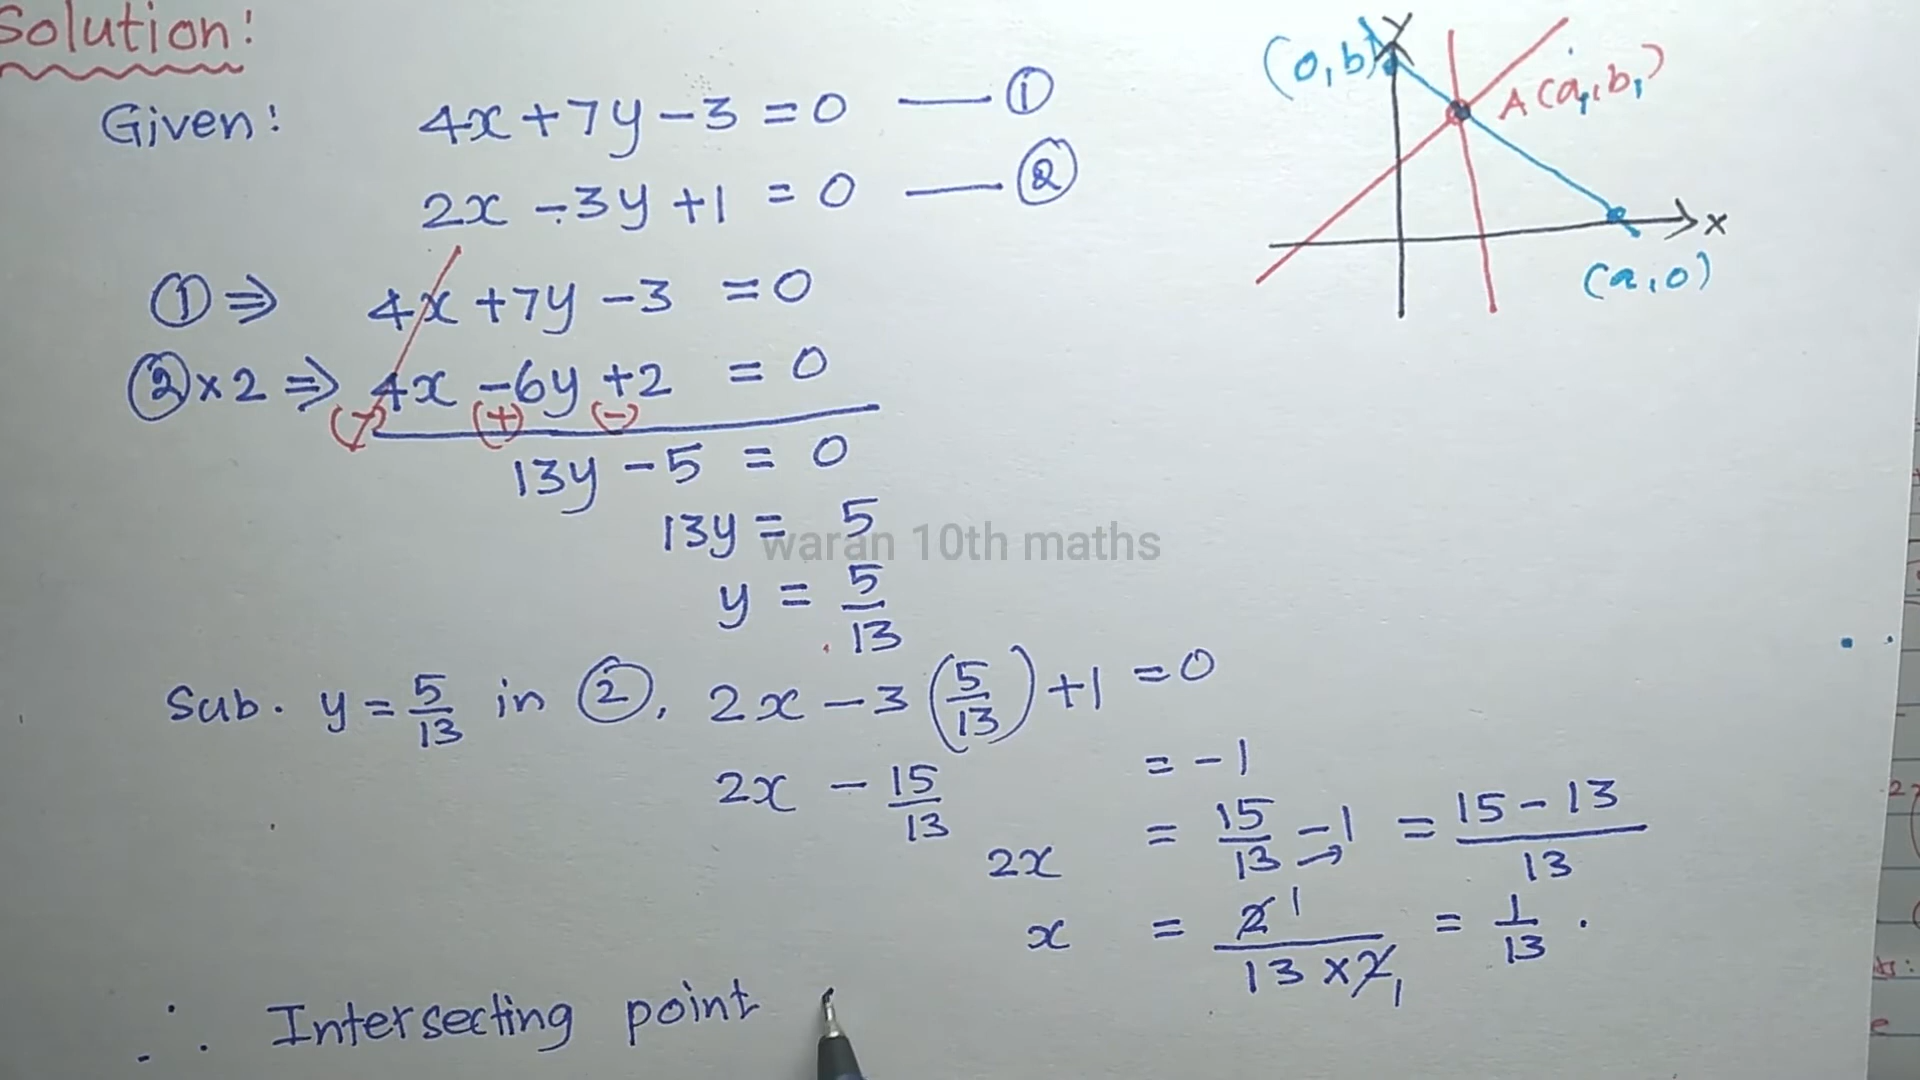 Solution:
Given: 4x + 7y - 3 = 0 — ①
2x - 3y + 1 = 0 — ②
① ⇒ 4x + 7y - 3 = 0
② × 2 ⇒ 4x - 6y + 2 = 0
(-) (+) (-)
13y - 5 = 0
13y = 5
waran 10th maths
y = 5/13
Sub. y = 5/13 in ②, 2x - 3(5/13) + 1 = 0
2x - 15/13 = -1
2x = 15/13 - 1 = 15 - 13/13
x = 2 1/13 × 2 1 = 1/13 .
∴ Intersecting point
(0, b) Y
A(a₁, b₁)
X
(a, 0)